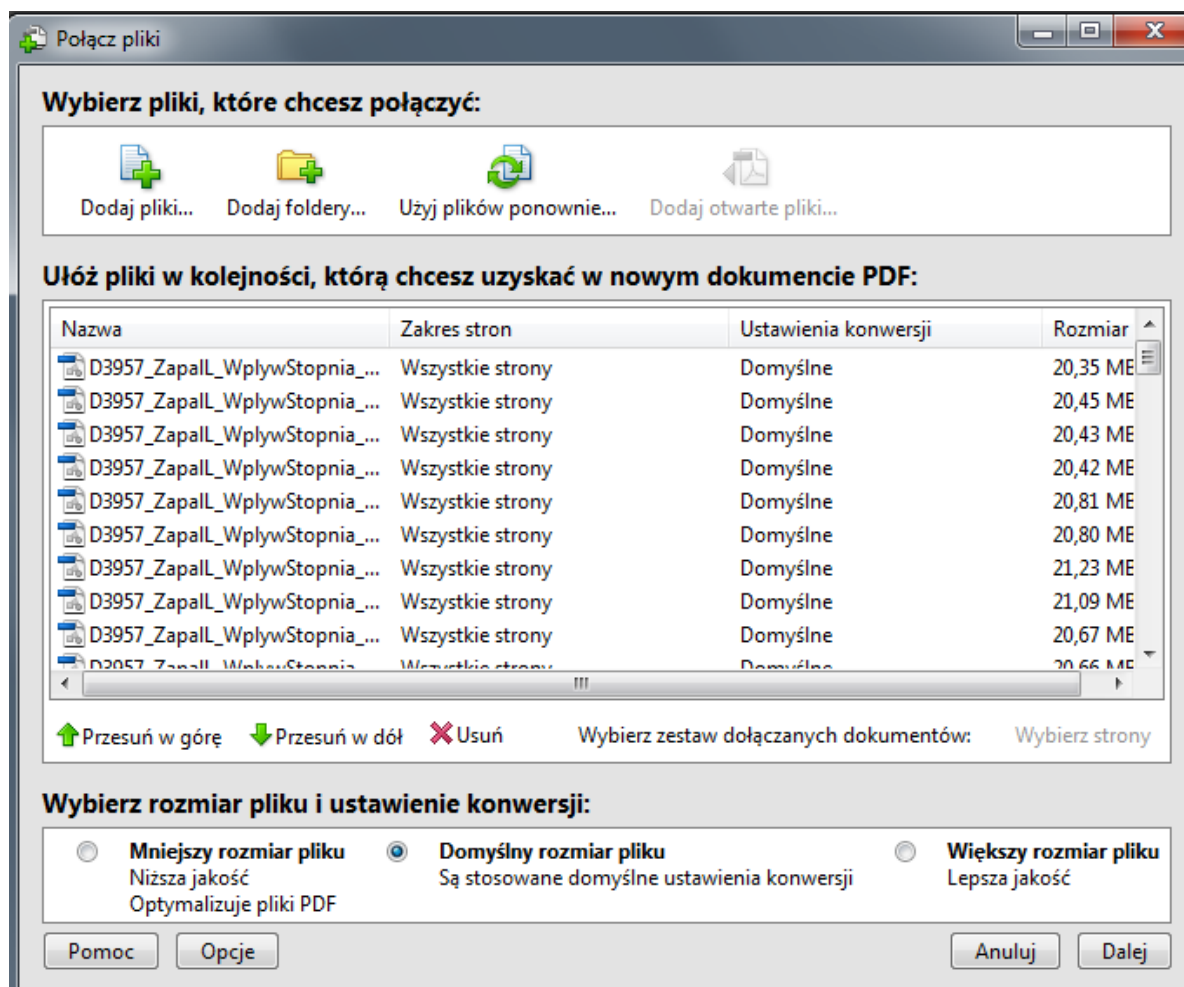 Połącz pliki
Wybierz pliki, które chcesz połączyć:
Dodaj pliki... Dodaj foldery... Użyj plików ponownie... Dodaj otwarte pliki...
Ułóż pliki w kolejności, którą chcesz uzyskać w nowym dokumencie PDF:
Nazwa Zakres stron Ustawienia konwersji Rozmiar
D3957_ZapalL_WplywStopnia_... Wszystkie strony Domyślne 20,35 MB
D3957_ZapalL_WplywStopnia_... Wszystkie strony Domyślne 20,45 MB
D3957_ZapalL_WplywStopnia_... Wszystkie strony Domyślne 20,43 MB
D3957_ZapalL_WplywStopnia_... Wszystkie strony Domyślne 20,42 MB
D3957_ZapalL_WplywStopnia_... Wszystkie strony Domyślne 20,81 MB
D3957_ZapalL_WplywStopnia_... Wszystkie strony Domyślne 20,80 MB
D3957_ZapalL_WplywStopnia_... Wszystkie strony Domyślne 21,23 MB
D3957_ZapalL_WplywStopnia_... Wszystkie strony Domyślne 21,09 MB
D3957_ZapalL_WplywStopnia_... Wszystkie strony Domyślne 20,67 MB
D3957_ZapalL_WplywStopnia_... Wszystkie strony Domyślne 20,66 MB
Przesuń w górę Przesuń w dół Usuń Wybierz zestaw dołączanych dokumentów: Wybierz strony
Wybierz rozmiar pliku i ustawienie konwersji:
Mniejszy rozmiar pliku Domyślny rozmiar pliku Większy rozmiar pliku
Niższa jakość Są stosowane domyślne ustawienia konwersji Lepsza jakość
Optymalizuje pliki PDF
Pomoc Opcje Anuluj Dalej